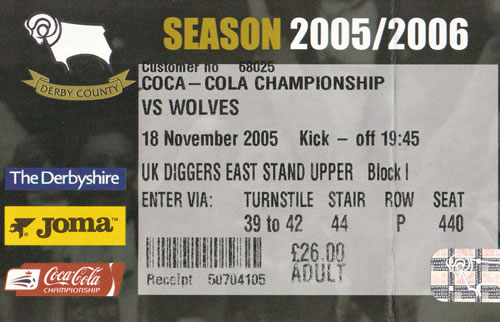 SEASON 2005/2006
DERBY COUNTY
Customer no 68025
COCA-COLA CHAMPIONSHIP
VS WOLVES
18 November 2005 Kick - off 19:45
UK DIGGERS EAST STAND UPPER Block I
ENTER VIA: TURNSTILE STAIR ROW SEAT
39 to 42 44 P 440
£26.00
ADULT
Receipt 50704105
The Derbyshire
Joma™
Coca-Cola
CHAMPIONSHIP